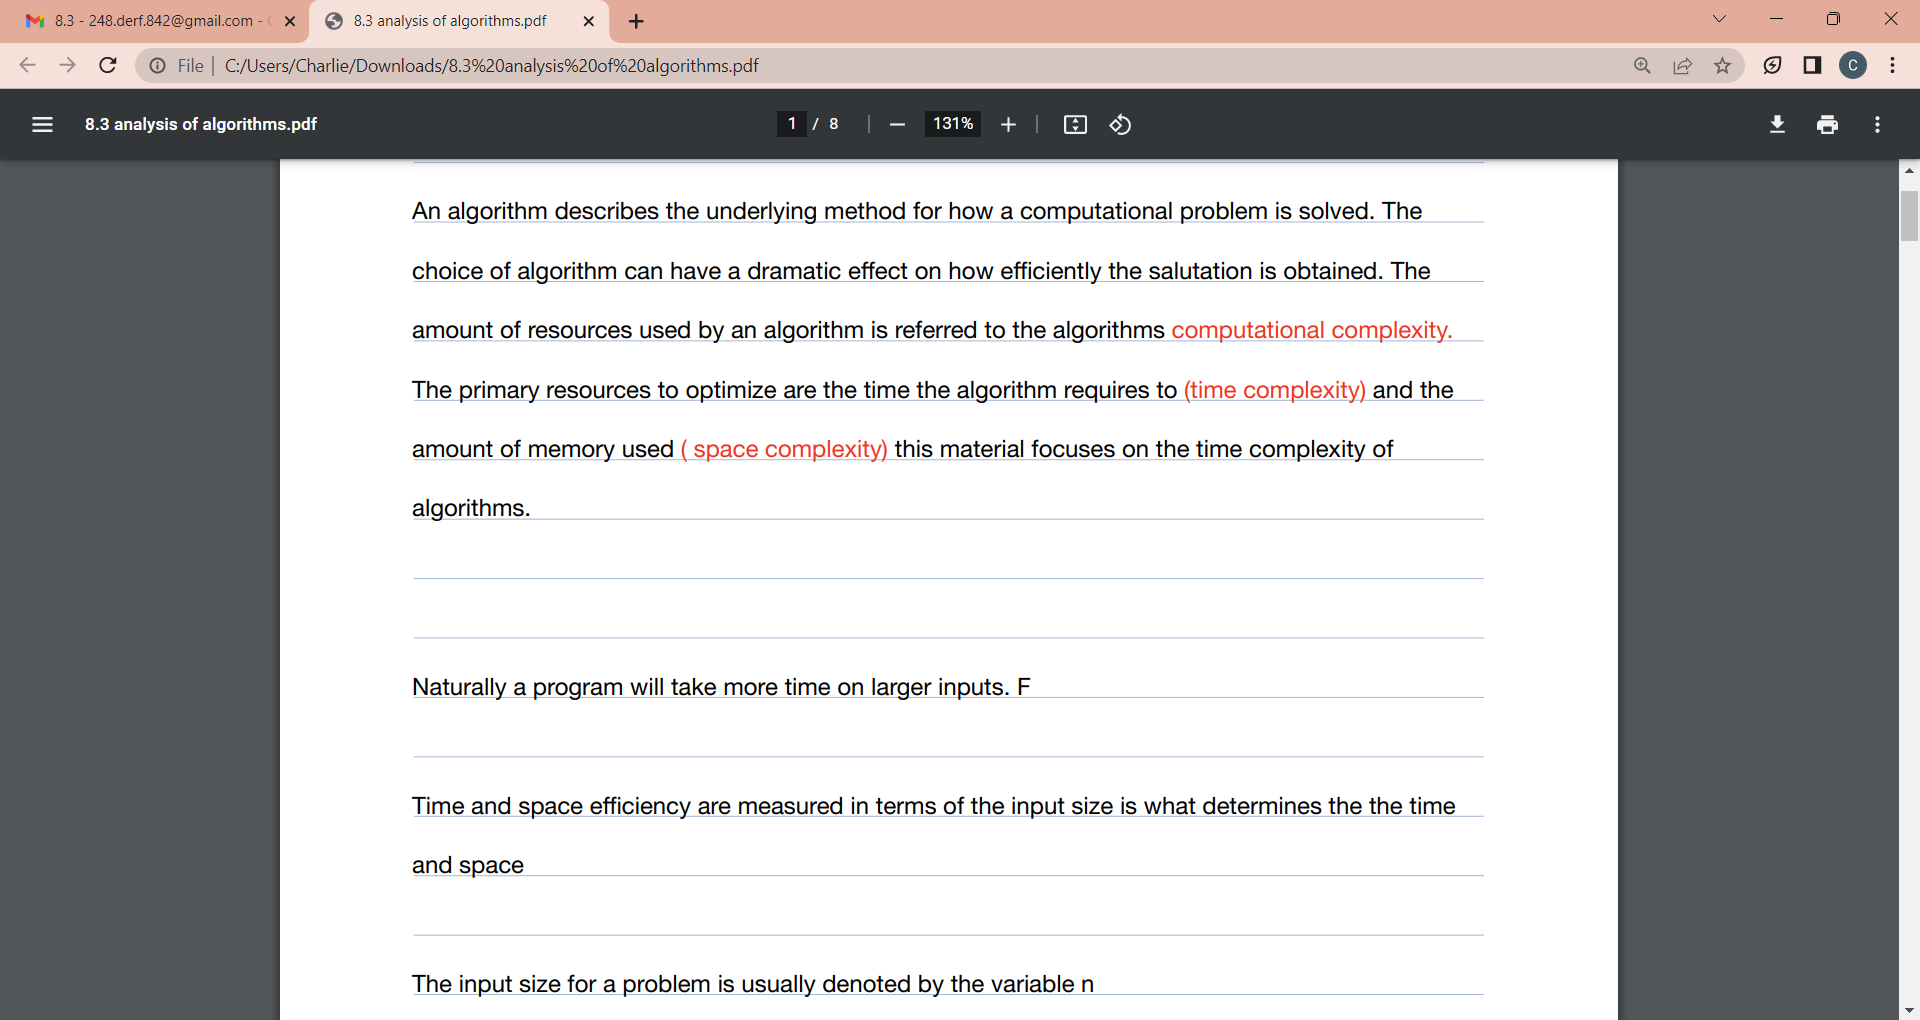 8.3 - 248.derf.842@gmail.com -
8.3 analysis of algorithms.pdf
File | C:/Users/Charlie/Downloads/8.3%20analysis%20of%20algorithms.pdf
C
8.3 analysis of algorithms.pdf
1 / 8
131%
An algorithm describes the underlying method for how a computational problem is solved. The
choice of algorithm can have a dramatic effect on how efficiently the salutation is obtained. The
amount of resources used by an algorithm is referred to the algorithms computational complexity.
The primary resources to optimize are the time the algorithm requires to (time complexity) and the
amount of memory used ( space complexity) this material focuses on the time complexity of
algorithms.
Naturally a program will take more time on larger inputs. F
Time and space efficiency are measured in terms of the input size is what determines the the time
and space
The input size for a problem is usually denoted by the variable n